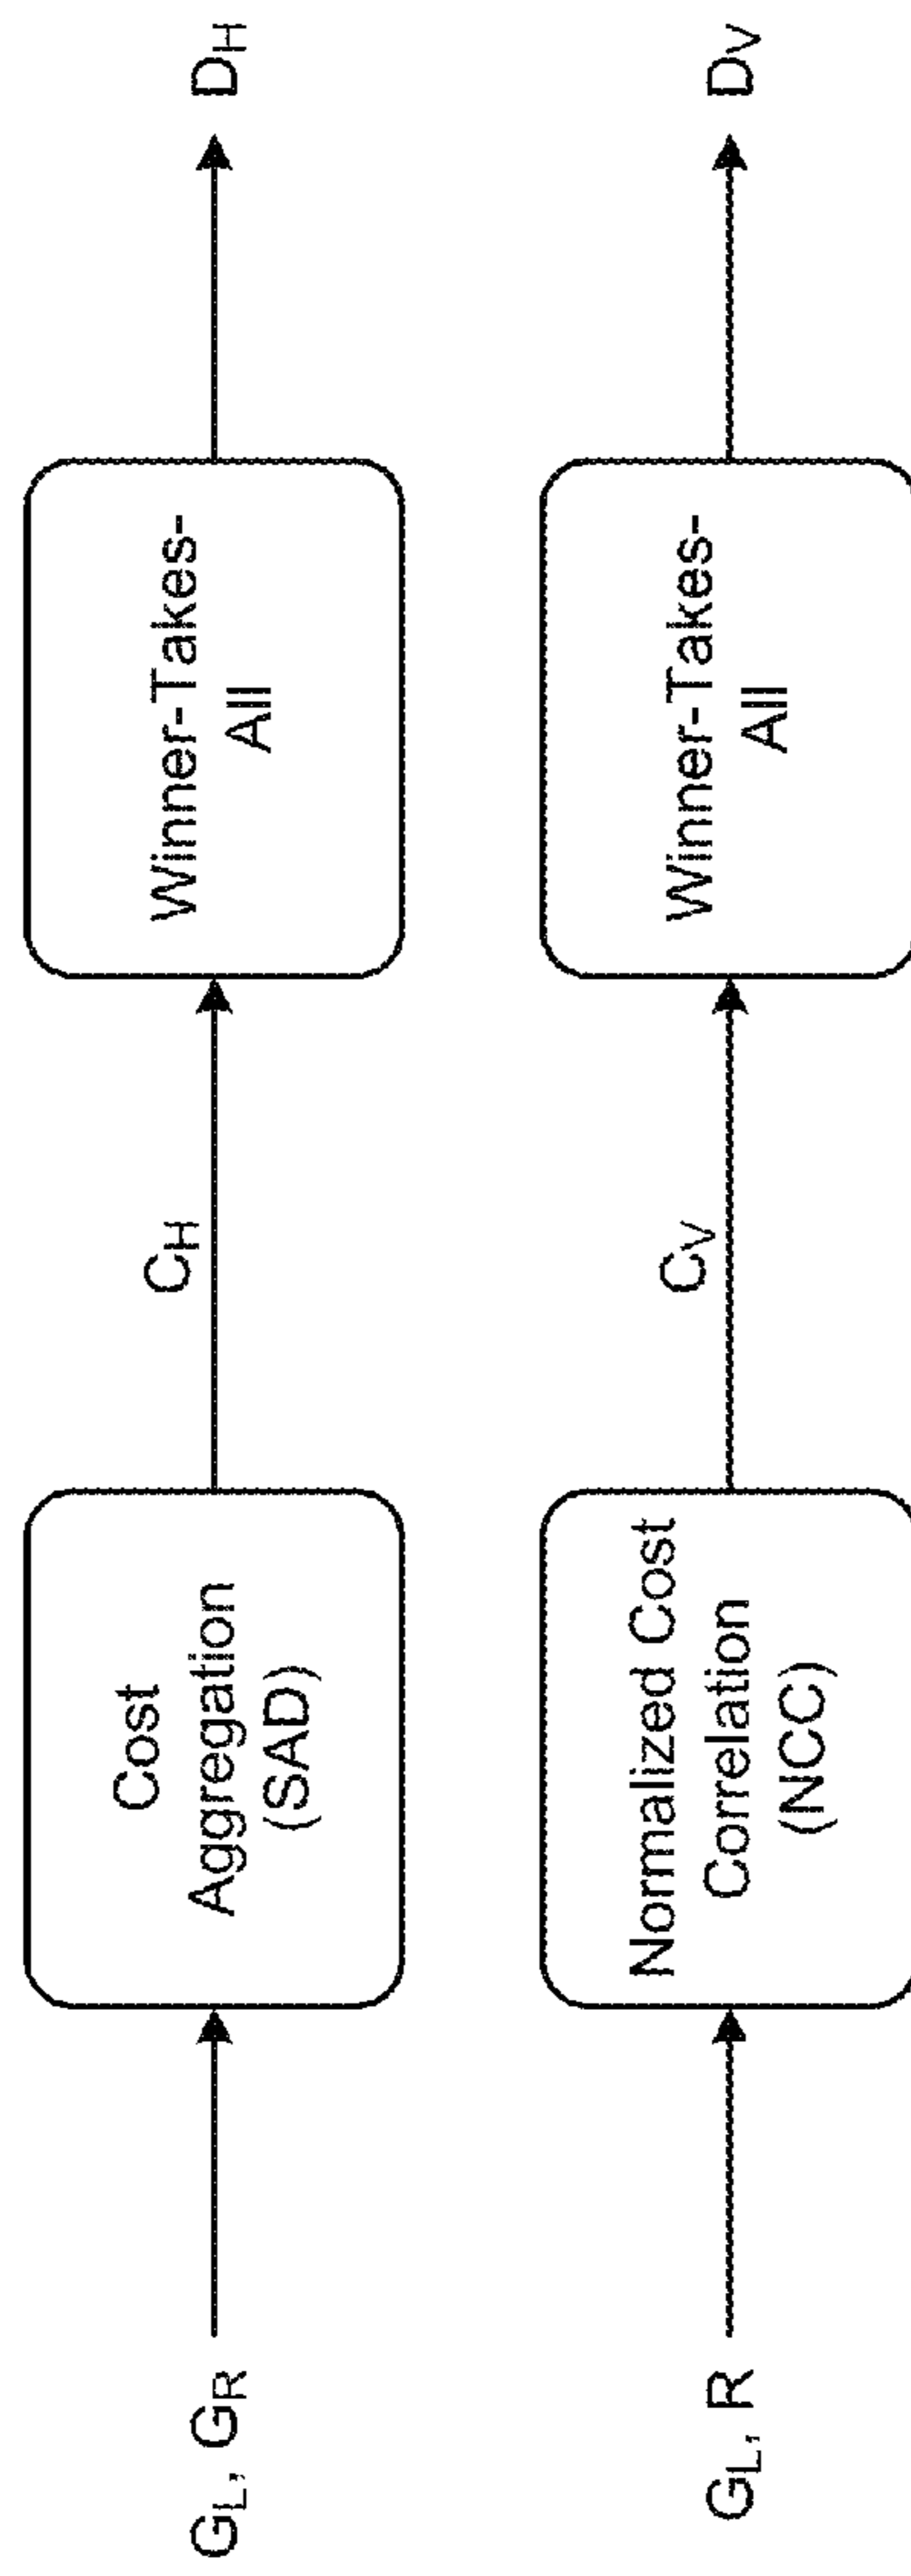 G_L, G_R
Cost
Aggregation
(SAD)
C_H
Winner-Takes-
All
D_H
G_L, R
Normalized Cost
Correlation
(NCC)
C_V
Winner-Takes-
All
D_V